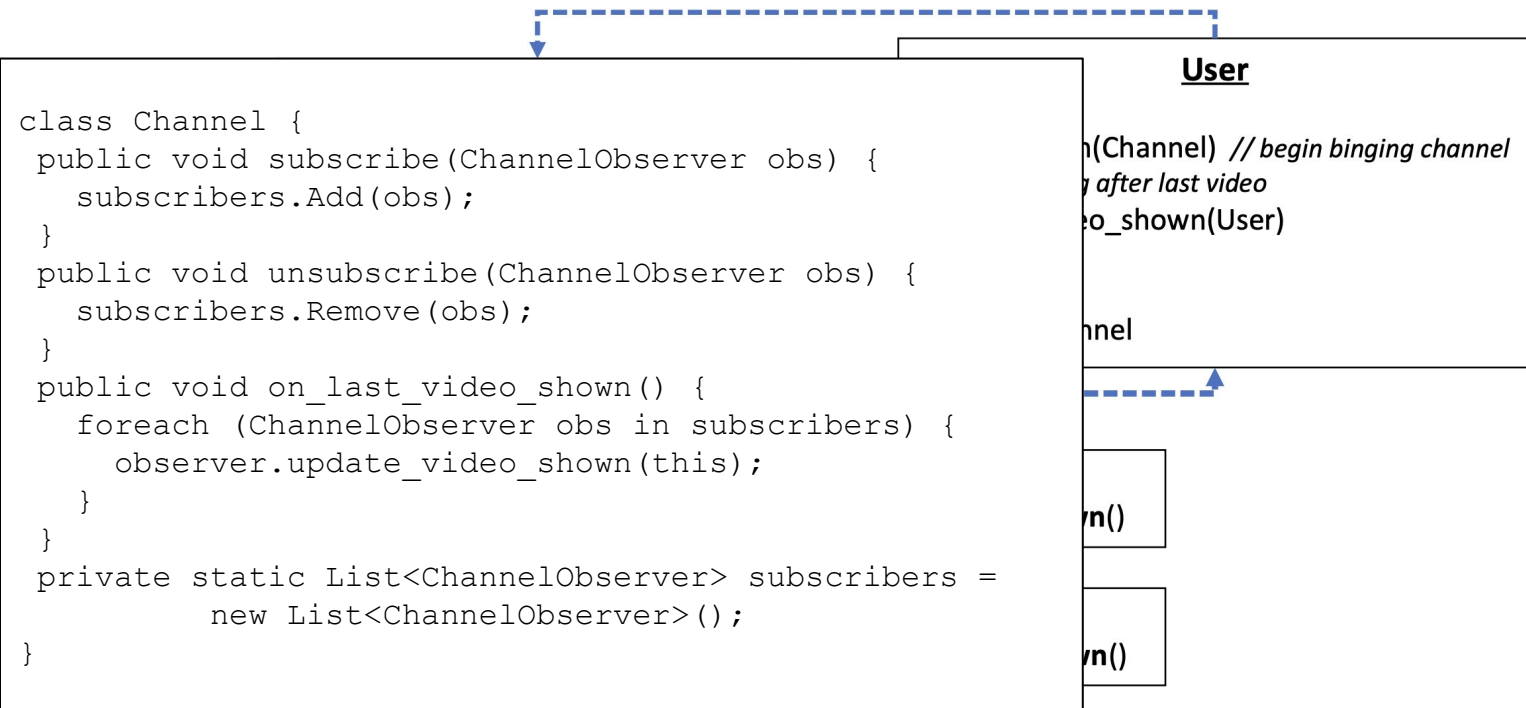 class Channel {
public void subscribe(ChannelObserver obs) {
subscribers.Add(obs);
}
public void unsubscribe(ChannelObserver obs) {
subscribers.Remove(obs);
}
public void on_last_video_shown() {
foreach (ChannelObserver obs in subscribers) {
observer.update_video_shown(this);
}
}
private static List<ChannelObserver> subscribers =
new List<ChannelObserver>();
}
User
(Channel) // begin binging channel
after last video
_shown(User)